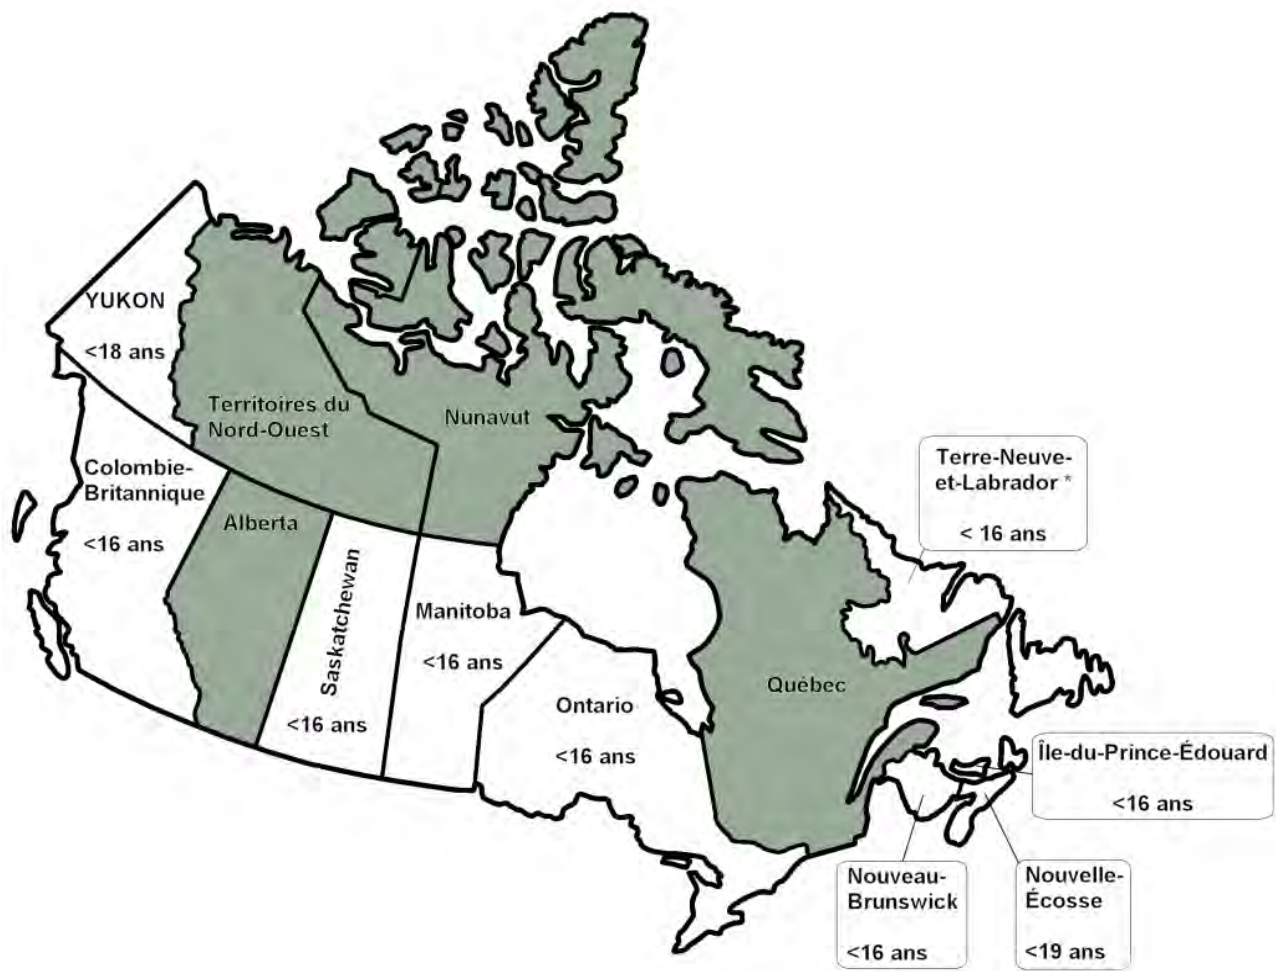 YUKON
<18 ans
Territoires du
Nord-Ouest
Nunavut
Colombie-
Britannique
<16 ans
Alberta
Saskatchewan
<16 ans
Manitoba
<16 ans
Ontario
<16 ans
Québec
Terre-Neuve-
et-Labrador *
< 16 ans
Île-du-Prince-Édouard
<16 ans
Nouveau-
Brunswick
<16 ans
Nouvelle-
Écosse
<19 ans